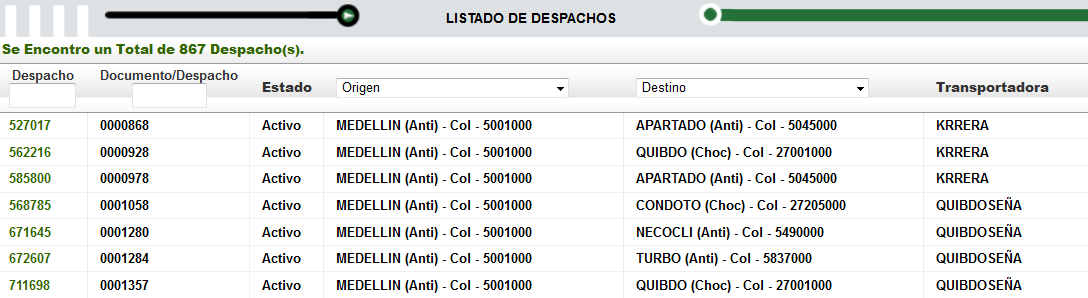 LISTADO DE DESPACHOS
Se Encontro un Total de 867 Despacho(s).
Despacho Documento/Despacho Estado Origen Destino Transportadora
527017 0000868 Activo MEDELLIN (Anti) - Col - 5001000 APARTADO (Anti) - Col - 5045000 KRRERA
562216 0000928 Activo MEDELLIN (Anti) - Col - 5001000 QUIBDO (Choc) - Col - 27001000 KRRERA
585800 0000978 Activo MEDELLIN (Anti) - Col - 5001000 APARTADO (Anti) - Col - 5045000 KRRERA
568785 0001058 Activo MEDELLIN (Anti) - Col - 5001000 CONDOTO (Choc) - Col - 27205000 QUIBDOSEÑA
671645 0001280 Activo MEDELLIN (Anti) - Col - 5001000 NECOCLI (Anti) - Col - 5490000 QUIBDOSEÑA
672607 0001284 Activo MEDELLIN (Anti) - Col - 5001000 TURBO (Anti) - Col - 5837000 QUIBDOSEÑA
711698 0001357 Activo MEDELLIN (Anti) - Col - 5001000 QUIBDO (Choc) - Col - 27001000 QUIBDOSEÑA